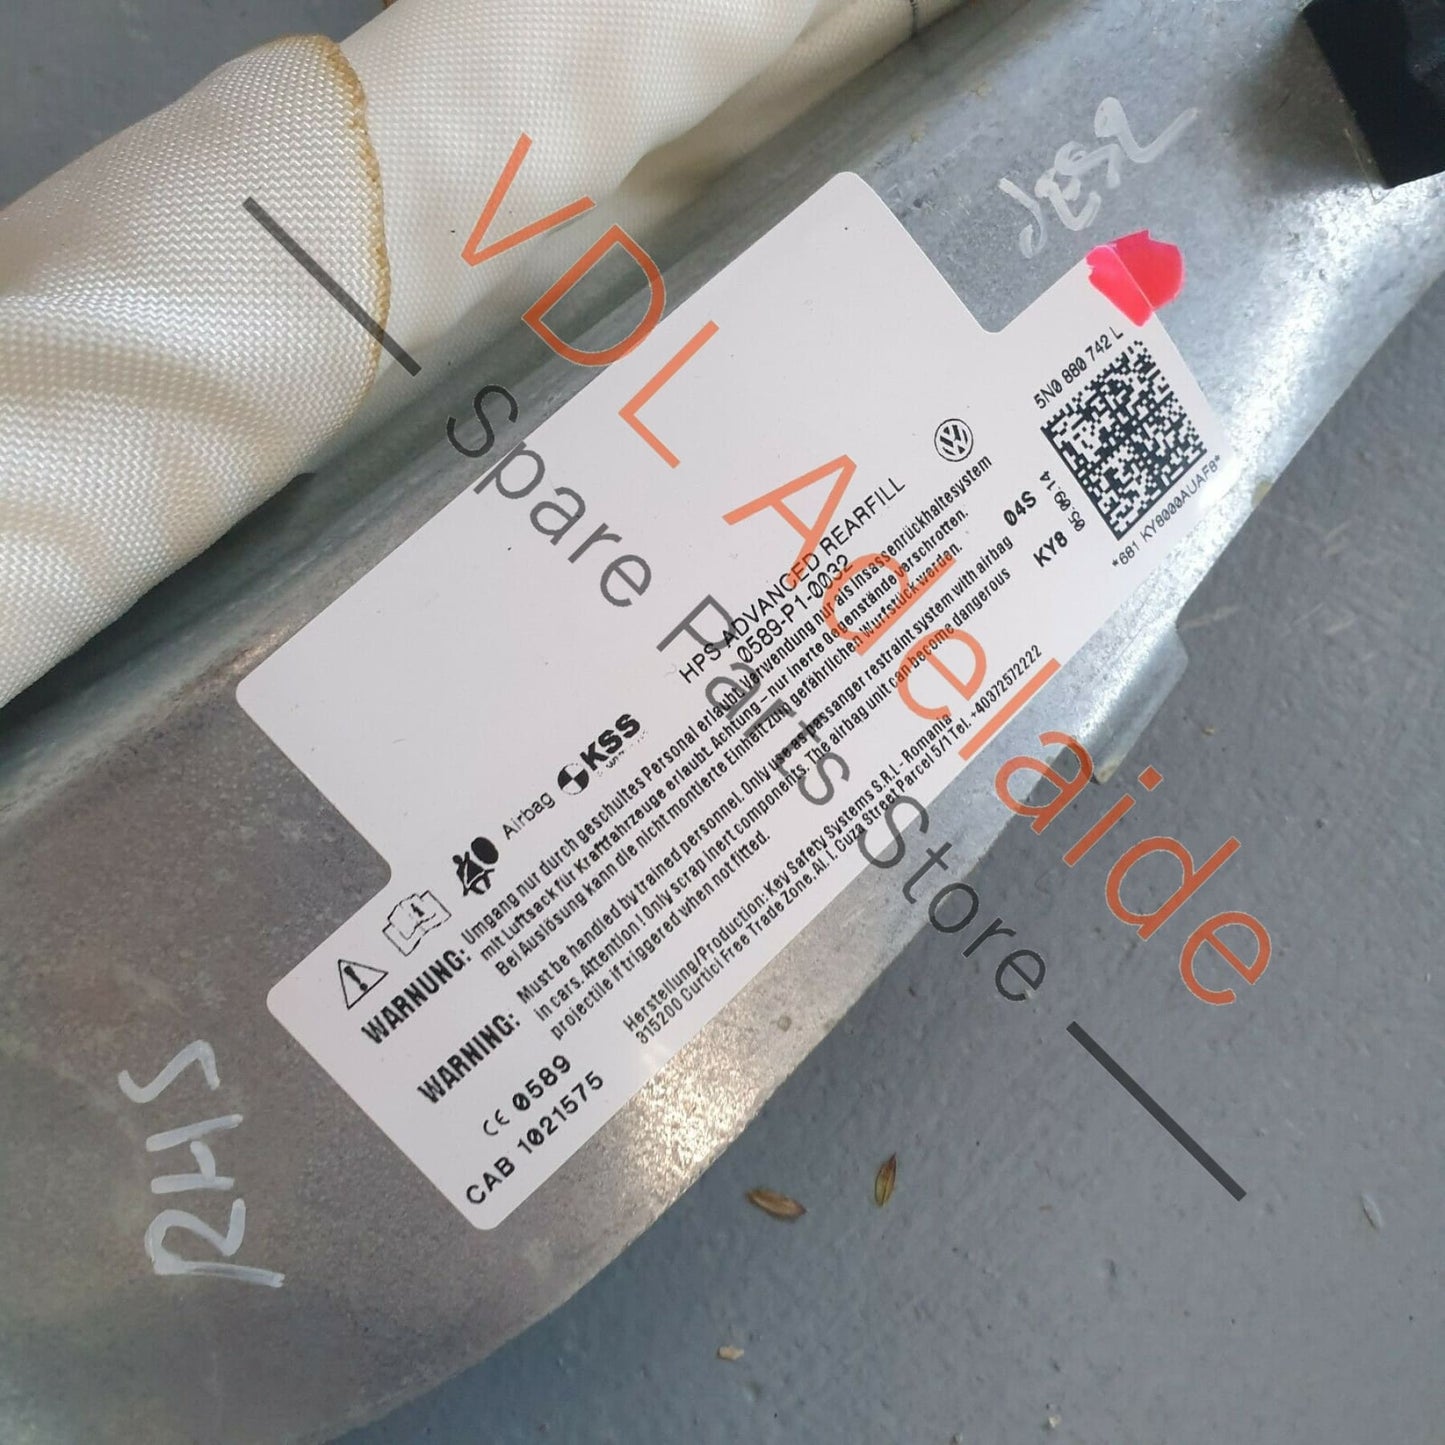 VDL Adelaide
Spare Parts Store
5N0 880 742 L
*681 KY8000AUAF8*
05.09.14
KY8
04S
HPS ADVANCED REARFILL
0589-P1-0032
Airbag
KSS
WARNUNG: Umgang nur durch geschultes Personal erlaubt. Verwendung nur als Insassenrückhaltesystem
mit Luftsack für Kraftfahrzeuge erlaubt. Achtung – nur inerte Gegenstände verschrotten.
Bei Auslösung kann die nicht montierte Einheit zum gefährlichen Wurfstück werden.
WARNING: Must be handled by trained personnel. Only use as passenger restraint system with airbag
in cars. Attention ! Only scrap inert components. The airbag unit can become dangerous
projectile if triggered when not fitted.
Herstellung/Production: Key Safety Systems S.R.L- Romania
315200 Curtici Free Trade Zone. Al. I. Cuza Street Parcel 5/1 Tel. +40372572222
CE 0589
CAB 1021575
RHS